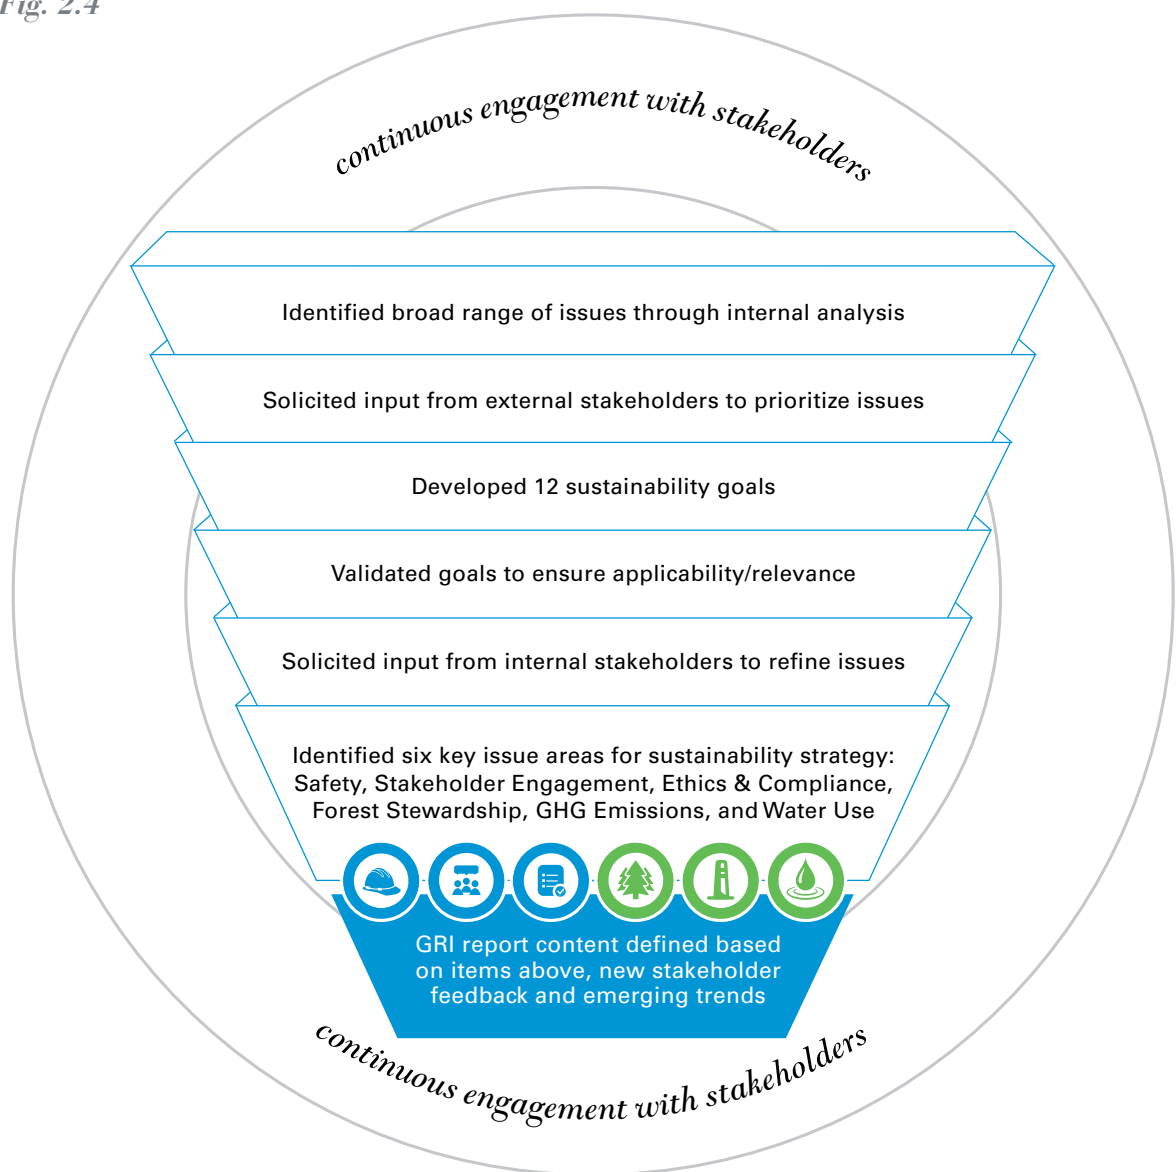 Fig. 2.4
continuous engagement with stakeholders
Identified broad range of issues through internal analysis
Solicited input from external stakeholders to prioritize issues
Developed 12 sustainability goals
Validated goals to ensure applicability/relevance
Solicited input from internal stakeholders to refine issues
Identified six key issue areas for sustainability strategy:
Safety, Stakeholder Engagement, Ethics & Compliance,
Forest Stewardship, GHG Emissions, and Water Use
GRI report content defined based
on items above, new stakeholder
feedback and emerging trends
continuous engagement with stakeholders